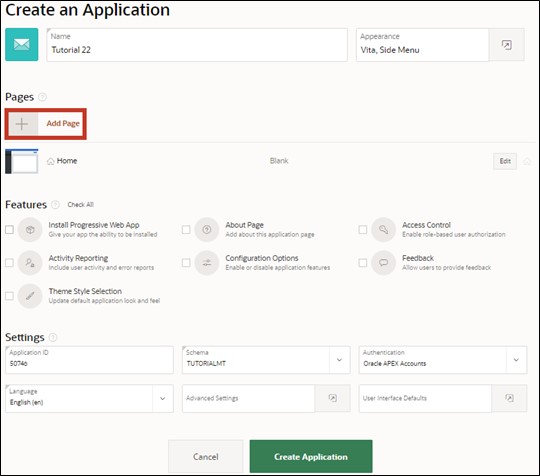 Create an Application
Name
Tutorial 22
Appearance
Vita, Side Menu
Pages
Add Page
Home
Blank
Edit
Features
Check All
Install Progressive Web App
Give your app the ability to be installed
About Page
Add about this application page
Access Control
Enable role-based user authorization
Activity Reporting
Include user activity and error reports
Configuration Options
Enable or disable application features
Feedback
Allow users to provide feedback
Theme Style Selection
Update default application look and feel
Settings
Application ID
50746
Schema
TUTORIALMT
Authentication
Oracle APEX Accounts
Language
English (en)
Advanced Settings
User Interface Defaults
Cancel
Create Application